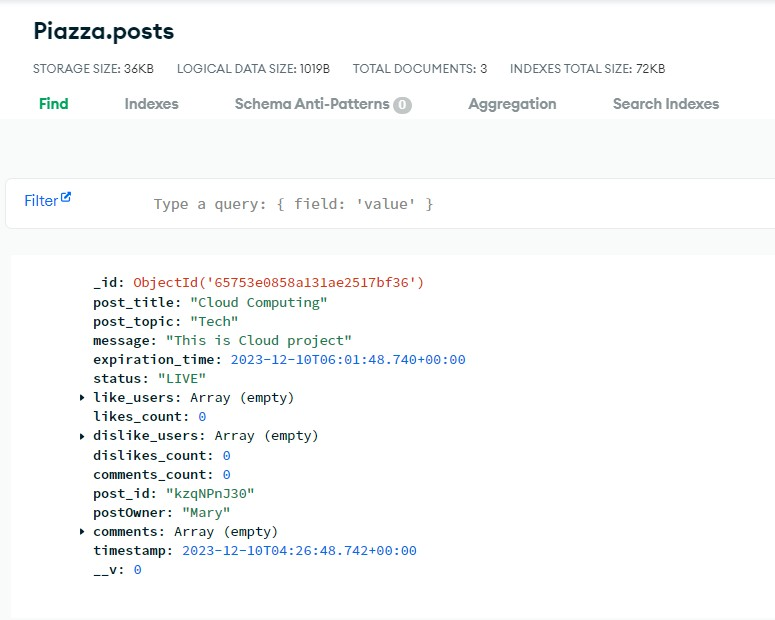 Piazza.posts
STORAGE SIZE: 36KB LOGICAL DATA SIZE: 1019B TOTAL DOCUMENTS: 3 INDEXES TOTAL SIZE: 72KB
Find Indexes Schema Anti-Patterns 0 Aggregation Search Indexes
Filter Type a query: { field: 'value' }
_id: ObjectId('65753e0858a131ae2517bf36')
post_title: "Cloud Computing"
post_topic: "Tech"
message: "This is Cloud project"
expiration_time: 2023-12-10T06:01:48.740+00:00
status: "LIVE"
like_users: Array (empty)
likes_count: 0
dislike_users: Array (empty)
dislikes_count: 0
comments_count: 0
post_id: "kzqNPnJ30"
postOwner: "Mary"
comments: Array (empty)
timestamp: 2023-12-10T04:26:48.742+00:00
__v: 0